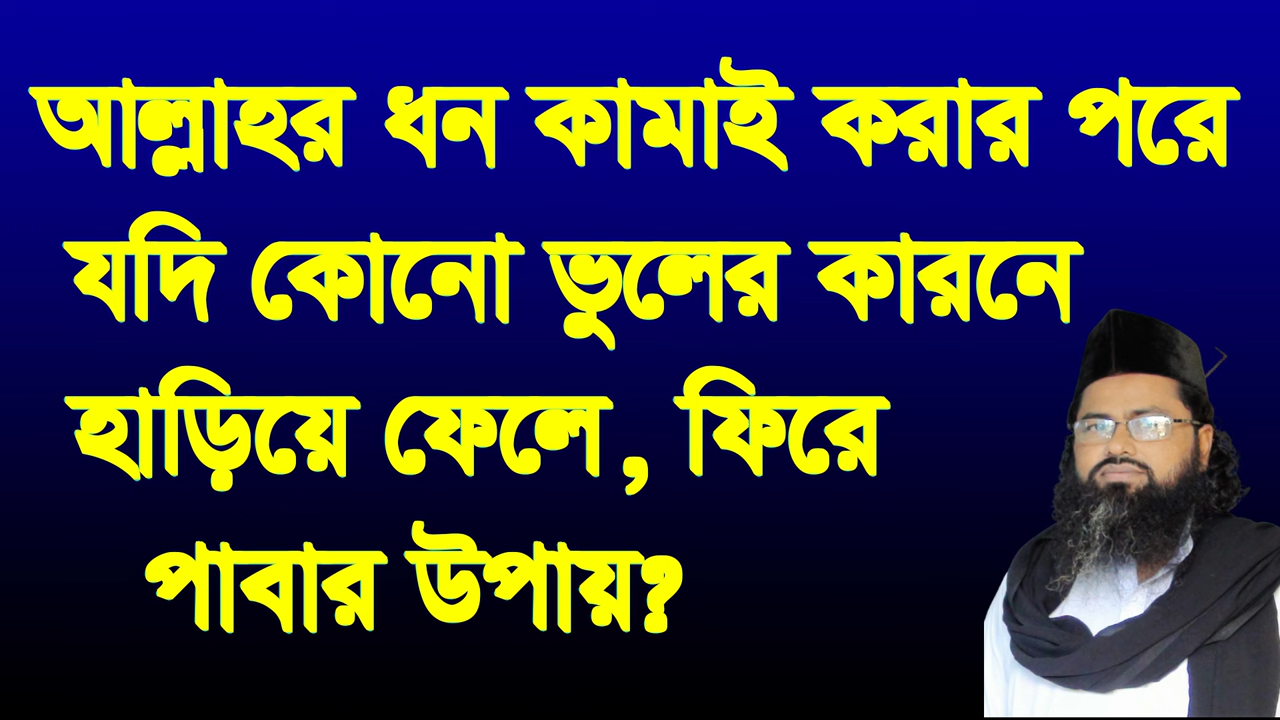 আল্লাহর ধন কামাই করার পরে
যদি কোনো ভুলের কারনে
হাড়িয়ে ফেলে, ফিরে
পাবার উপায়?